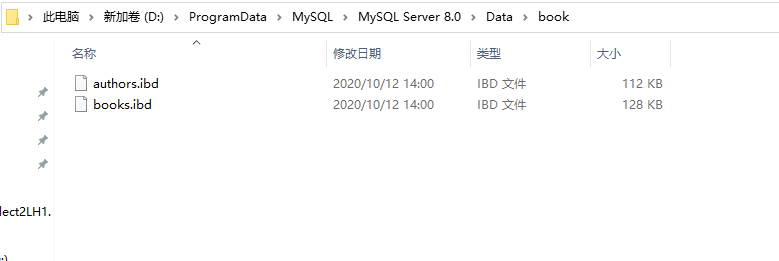 此电脑 > 新加卷 (D:) > ProgramData > MySQL > MySQL Server 8.0 > Data > book
名称 修改日期 类型 大小
authors.ibd 2020/10/12 14:00 IBD 文件 112 KB
books.ibd 2020/10/12 14:00 IBD 文件 128 KB
lect2LH1.
:)